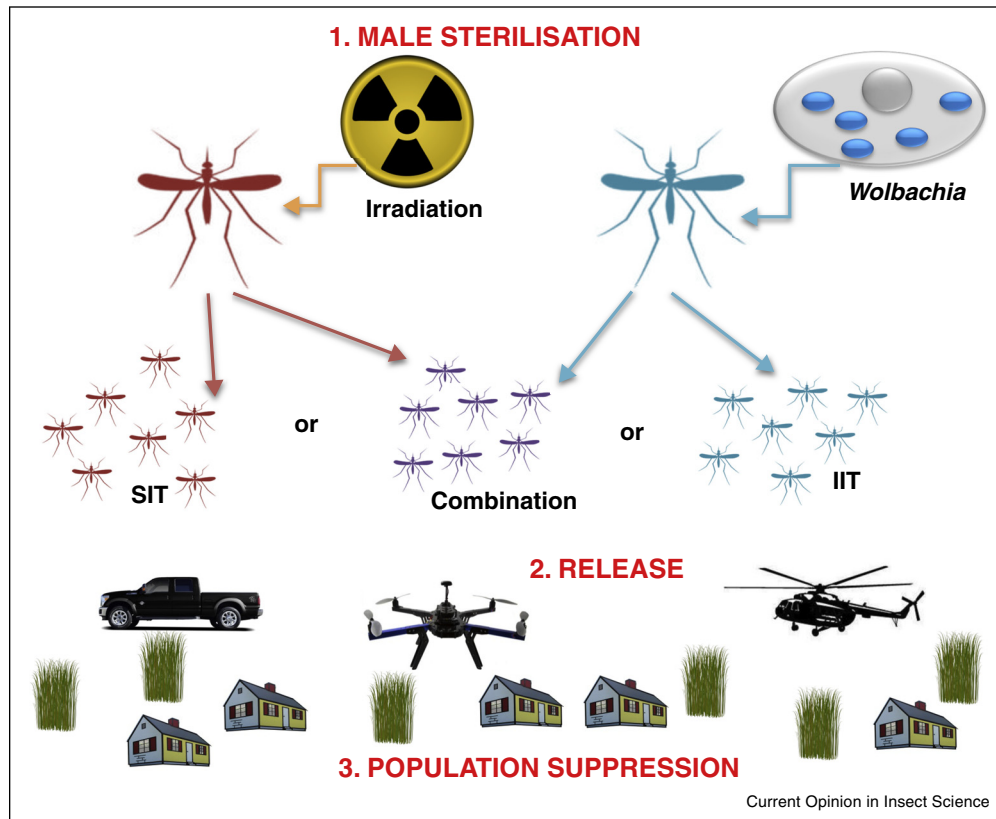 1. MALE STERILISATION
Irradiation
Wolbachia
or
or
SIT
Combination
IIT
2. RELEASE
3. POPULATION SUPPRESSION
Current Opinion in Insect Science